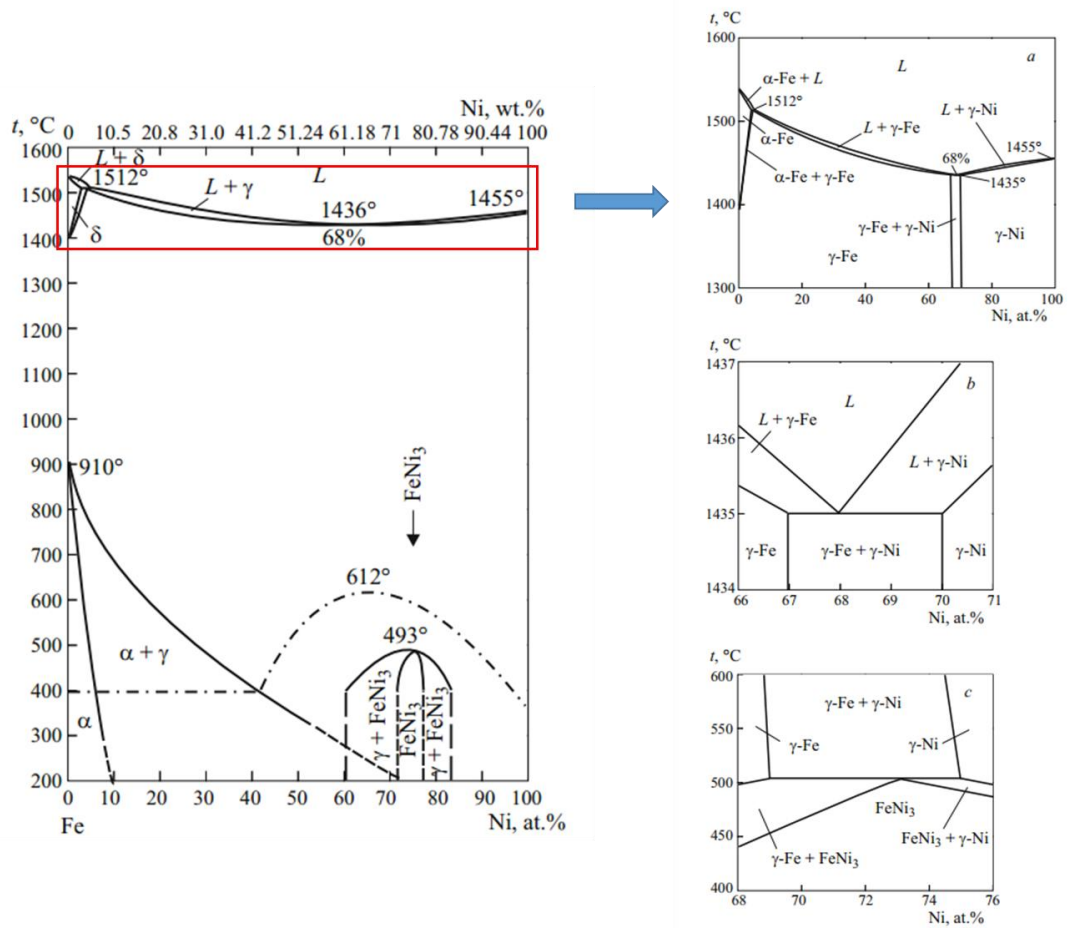 Ni, wt.%
t, °C 0 10.5 20.8 31.0 41.2 51.24 61.18 71 80.78 90.44 100
1600
L + δ
1512°
L
1500
L + γ
1455°
1436°
δ
68%
1400
1300
1200
1100
1000
900
910°
FeNi₃
800
700
612°
600
493°
500
α + γ
400
γ + FeNi₃
FeNi₃
γ + FeNi₃
α
300
200
0 10 20 30 40 50 60 70 80 90 100
Fe
Ni, at.%
t, °C
1600
a
L
α-Fe + L
1512°
1500
α-Fe
L + γ-Fe
L + γ-Ni
1455°
68%
α-Fe + γ-Fe
1435°
1400
γ-Fe + γ-Ni
γ-Ni
γ-Fe
1300
0 20 40 60 80 100
Ni, at.%
t, °C
1437
b
L
L + γ-Fe
1436
L + γ-Ni
1435
γ-Fe
γ-Fe + γ-Ni
γ-Ni
1434
66 67 68 69 70 71
Ni, at.%
t, °C
600
c
γ-Fe + γ-Ni
550
γ-Fe
γ-Ni
500
FeNi₃
450
FeNi₃ + γ-Ni
γ-Fe + FeNi₃
400
68 70 72 74 76
Ni, at.%